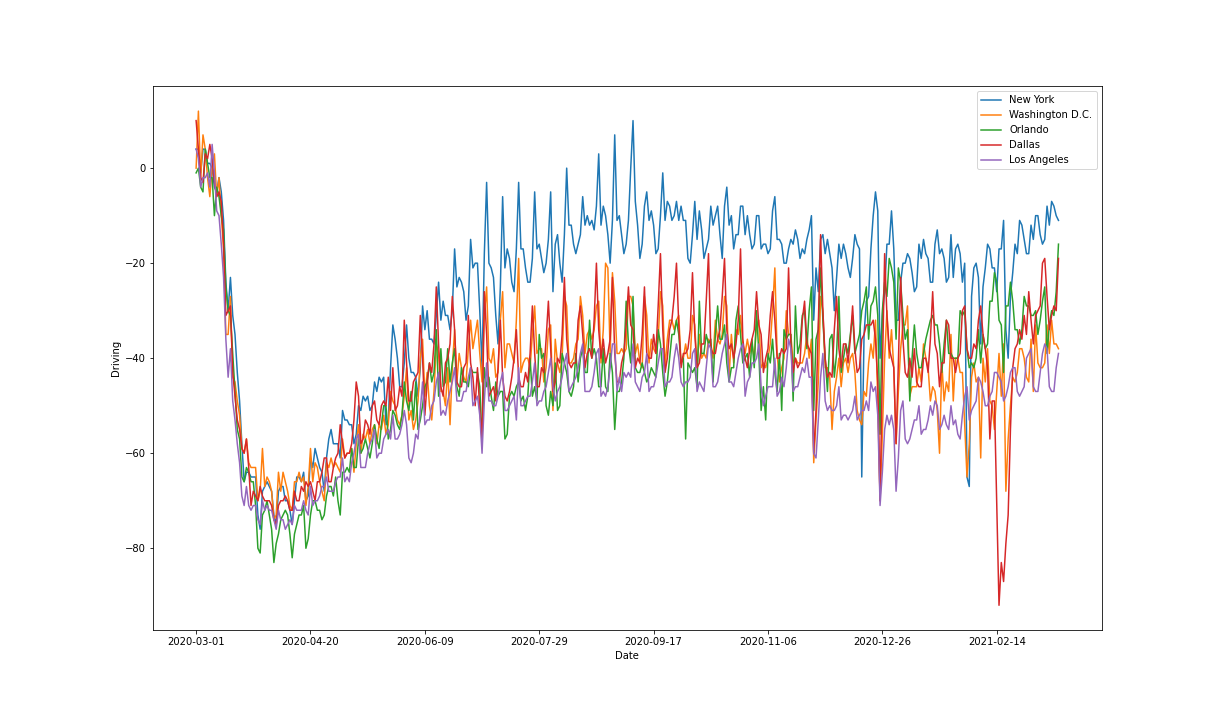 New York
Washington D.C.
Orlando
Dallas
Los Angeles
0
−20
−40
−60
−80
Driving
2020-03-01 2020-04-20 2020-06-09 2020-07-29 2020-09-17 2020-11-06 2020-12-26 2021-02-14
Date